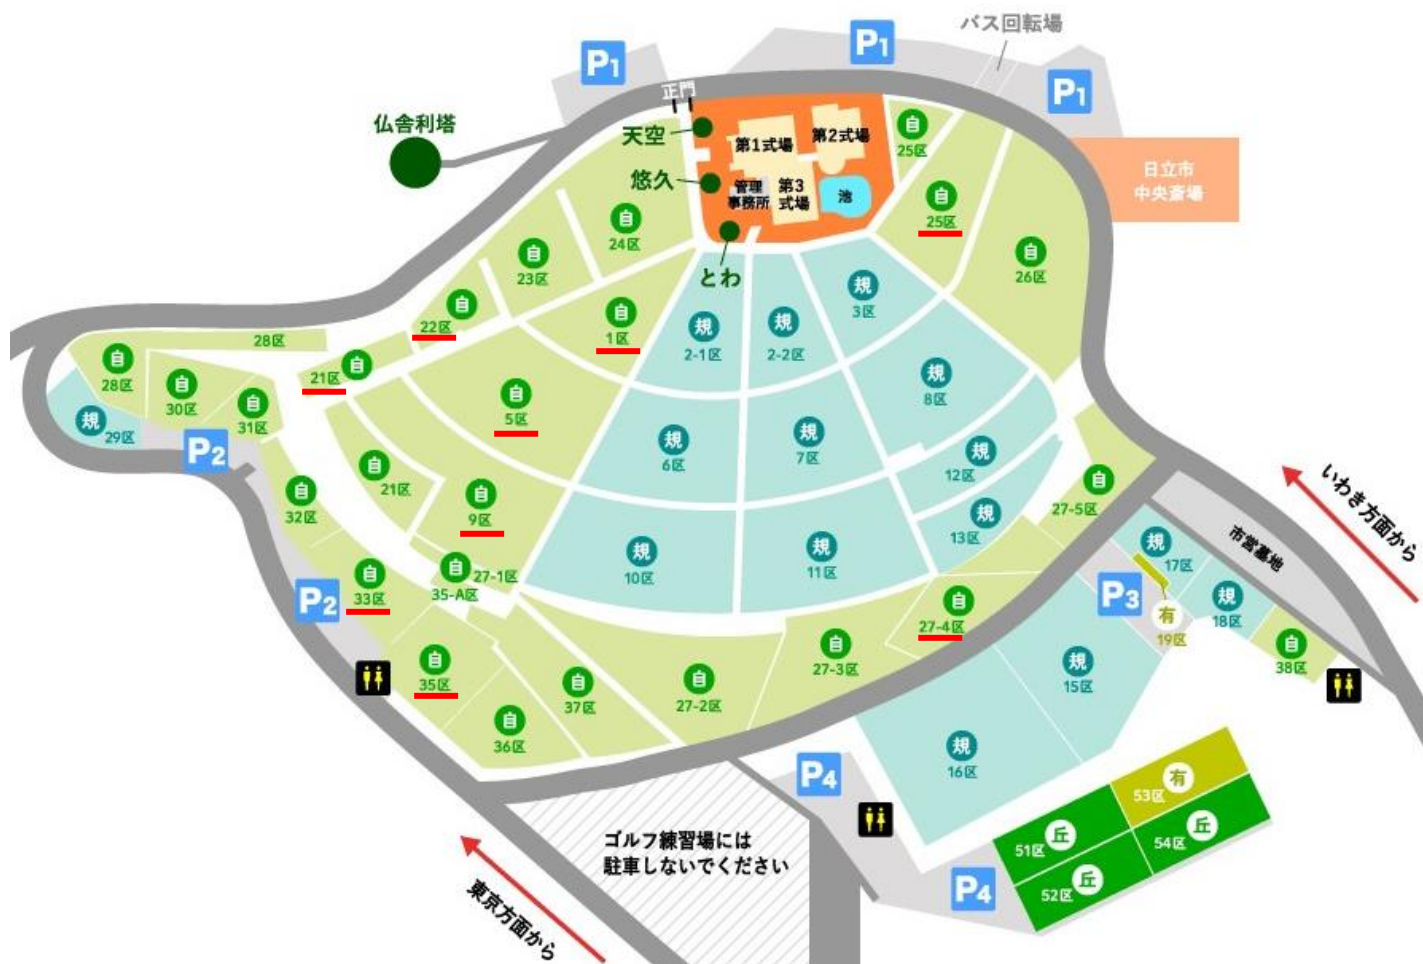 バス回転場
P1
P1
P1
正門
仏舎利塔
天空
悠久
とわ
第1式場
第2式場
管理
事務所
第3
式場
池
日立市
中央斎場
自
25区
自
25区
自
26区
自
24区
自
23区
自
22区
自
21区
28区
自
28区
自
30区
自
31区
規
29区
P2
自
1区
規
2-1区
規
2-2区
規
3区
自
5区
規
6区
規
7区
規
8区
自
9区
規
10区
規
11区
規
12区
規
13区
自
21区
自
32区
自
33区
P2
自
35-A区
27-1区
自
35区
自
36区
自
37区
自
27-2区
自
27-3区
自
27-4区
自
27-5区
いわき方面から
市営墓地
規
17区
規
18区
P3
有
19区
自
38区
規
15区
規
16区
P4
P4
有
53区
丘
51区
丘
54区
丘
52区
ゴルフ練習場には
駐車しないでください
東京方面から